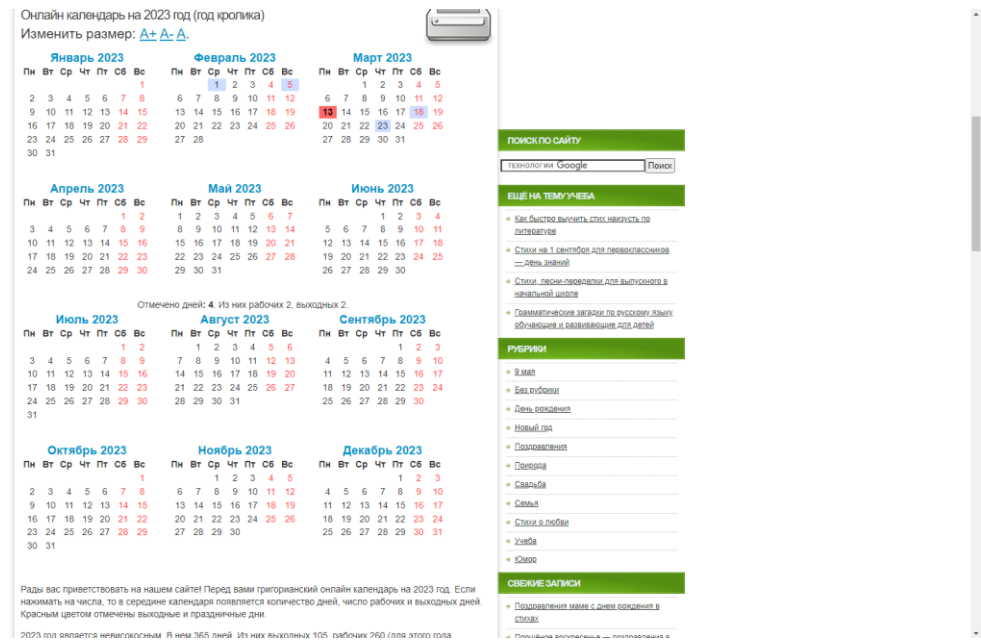 Онлайн календарь на 2023 год (год кролика)
Изменить размер: A+ A- A.
Январь 2023
Пн Вт Ср Чт Пт Сб Вс
1
2 3 4 5 6 7 8
9 10 11 12 13 14 15
16 17 18 19 20 21 22
23 24 25 26 27 28 29
30 31
Февраль 2023
Пн Вт Ср Чт Пт Сб Вс
1 2 3 4 5
6 7 8 9 10 11 12
13 14 15 16 17 18 19
20 21 22 23 24 25 26
27 28
Март 2023
Пн Вт Ср Чт Пт Сб Вс
1 2 3 4 5
6 7 8 9 10 11 12
13 14 15 16 17 18 19
20 21 22 23 24 25 26
27 28 29 30 31
Апрель 2023
Пн Вт Ср Чт Пт Сб Вс
1 2
3 4 5 6 7 8 9
10 11 12 13 14 15 16
17 18 19 20 21 22 23
24 25 26 27 28 29 30
Май 2023
Пн Вт Ср Чт Пт Сб Вс
1 2 3 4 5 6 7
8 9 10 11 12 13 14
15 16 17 18 19 20 21
22 23 24 25 26 27 28
29 30 31
Июнь 2023
Пн Вт Ср Чт Пт Сб Вс
1 2 3 4
5 6 7 8 9 10 11
12 13 14 15 16 17 18
19 20 21 22 23 24 25
26 27 28 29 30
Отмечено дней: 4. Из них рабочих 2, выходных 2.
Июль 2023
Пн Вт Ср Чт Пт Сб Вс
1 2
3 4 5 6 7 8 9
10 11 12 13 14 15 16
17 18 19 20 21 22 23
24 25 26 27 28 29 30
31
Август 2023
Пн Вт Ср Чт Пт Сб Вс
1 2 3 4 5 6
7 8 9 10 11 12 13
14 15 16 17 18 19 20
21 22 23 24 25 26 27
28 29 30 31
Сентябрь 2023
Пн Вт Ср Чт Пт Сб Вс
1 2 3
4 5 6 7 8 9 10
11 12 13 14 15 16 17
18 19 20 21 22 23 24
25 26 27 28 29 30
Октябрь 2023
Пн Вт Ср Чт Пт Сб Вс
1
2 3 4 5 6 7 8
9 10 11 12 13 14 15
16 17 18 19 20 21 22
23 24 25 26 27 28 29
30 31
Ноябрь 2023
Пн Вт Ср Чт Пт Сб Вс
1 2 3 4 5
6 7 8 9 10 11 12
13 14 15 16 17 18 19
20 21 22 23 24 25 26
27 28 29 30
Декабрь 2023
Пн Вт Ср Чт Пт Сб Вс
1 2 3
4 5 6 7 8 9 10
11 12 13 14 15 16 17
18 19 20 21 22 23 24
25 26 27 28 29 30 31
Рады вас приветствовать на нашем сайте! Перед вами григорианский онлайн календарь на 2023 год. Если
нажимать на числа, то в середине календаря появляется количество дней, число рабочих и выходных дней.
Красным цветом отмечены выходные и праздничные дни.
2023 год является невисокосным. В нем 365 дней. Из них выходных 105, рабочих 260 (для этого года
ПОИСК ПО САЙТУ
технологии Google
Поиск
ЕЩЁ НА ТЕМУ УЧЕБА
Как быстро выучить стих наизусть по
литературе
Стихи на 1 сентября для первоклассников
— день знаний
Стихи, песни-переделки для выпускного в
начальной школе
Грамматические загадки по русскому языку
обучающие и развивающие для детей
РУБРИКИ
9 мая
Без рубрики
День рождения
Новый год
Поздравления
Природа
Свадьба
Семья
Стихи о любви
Учеба
Юмор
СВЕЖИЕ ЗАПИСИ
Поздравления маме с днем рождения в
стихах
Прощёное воскресенье — поздравления в